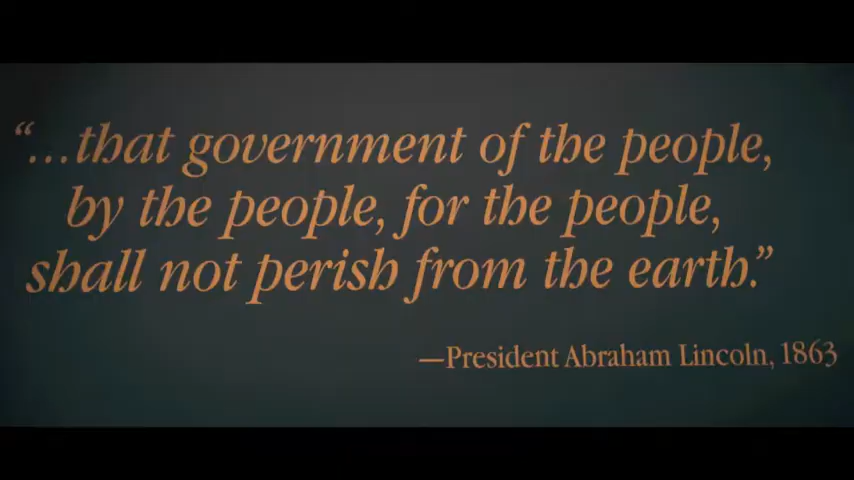 “...that government of the people,
by the people, for the people,
shall not perish from the earth.”
—President Abraham Lincoln, 1863